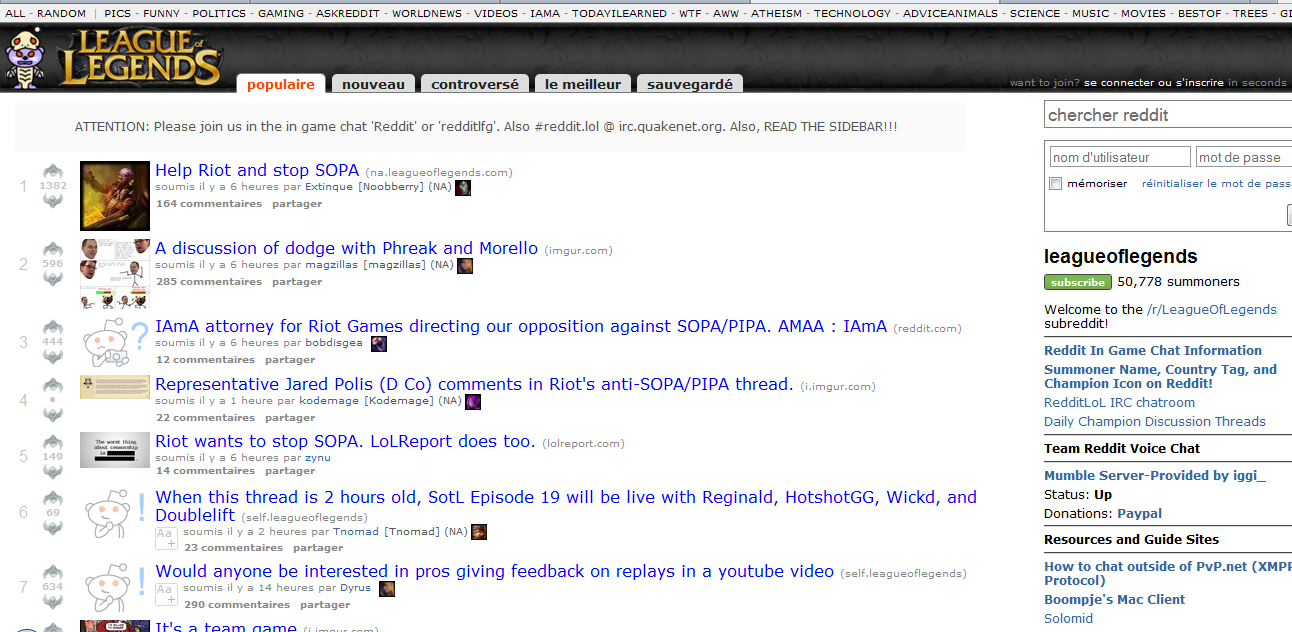 ALL - RANDOM | PICS - FUNNY - POLITICS - GAMING - ASKREDDIT - WORLDNEWS - VIDEOS - IAMA - TODAYILEARNED - WTF - AWW - ATHEISM - TECHNOLOGY - ADVICEANIMALS - SCIENCE - MUSIC - MOVIES - BESTOF - TREES - GI
LEAGUE of LEGENDS
populaire nouveau controversé le meilleur sauvegardé
want to join? se connecter ou s'inscrire in seconds
ATTENTION: Please join us in the in game chat 'Reddit' or 'redditlfg'. Also #reddit.lol @ irc.quakenet.org. Also, READ THE SIDEBAR!!!
1
1382
Help Riot and stop SOPA (na.leagueoflegends.com)
soumis il y a 6 heures par Extinque [Noobberry] (NA)
164 commentaires partager
2
596
A discussion of dodge with Phreak and Morello (imgur.com)
soumis il y a 6 heures par magzillas [magzillas] (NA)
285 commentaires partager
3
444
IAmA attorney for Riot Games directing our opposition against SOPA/PIPA. AMAA : IAmA (reddit.com)
soumis il y a 6 heures par bobdisgea
12 commentaires partager
4
•
Representative Jared Polis (D Co) comments in Riot's anti-SOPA/PIPA thread. (i.imgur.com)
soumis il y a 1 heure par kodemage [Kodemage] (NA)
22 commentaires partager
5
149
The worst thing
about censorship
is
Riot wants to stop SOPA. LoLReport does too. (lolreport.com)
soumis il y a 6 heures par zynu
14 commentaires partager
6
69
When this thread is 2 hours old, SotL Episode 19 will be live with Reginald, HotshotGG, Wickd, and
Doublelift (self.leagueoflegends)
Aa+
soumis il y a 2 heures par Tnomad [Tnomad] (NA)
23 commentaires partager
7
634
Would anyone be interested in pros giving feedback on replays in a youtube video (self.leagueoflegends)
Aa+
soumis il y a 14 heures par Dyrus
290 commentaires partager
It's a team game (i.imgur.com)
chercher reddit
nom d'utilisateur mot de passe
mémoriser réinitialiser le mot de pass
leagueoflegends
subscribe 50,778 summoners
Welcome to the /r/LeagueOfLegends
subreddit!
Reddit In Game Chat Information
Summoner Name, Country Tag, and
Champion Icon on Reddit!
RedditLoL IRC chatroom
Daily Champion Discussion Threads
Team Reddit Voice Chat
Mumble Server-Provided by iggi_
Status: Up
Donations: Paypal
Resources and Guide Sites
How to chat outside of PvP.net (XMPP
Protocol)
Boompje's Mac Client
Solomid